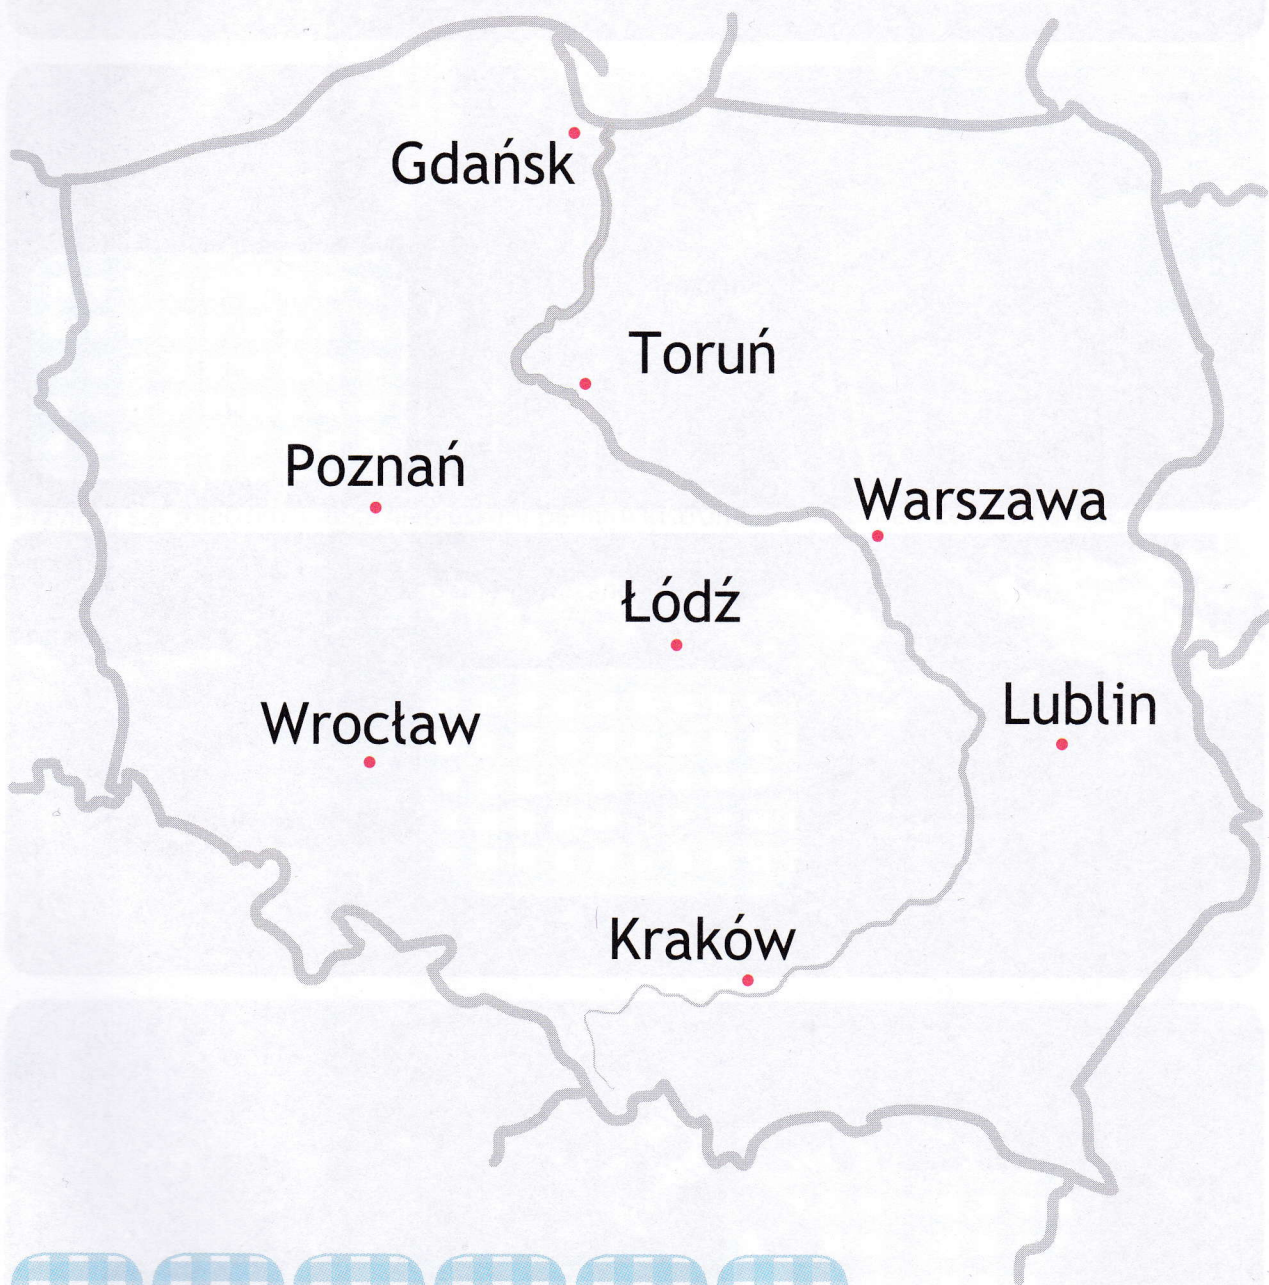 Gdańsk
Toruń
Poznań
Warszawa
Łódź
Lublin
Wrocław
Kraków